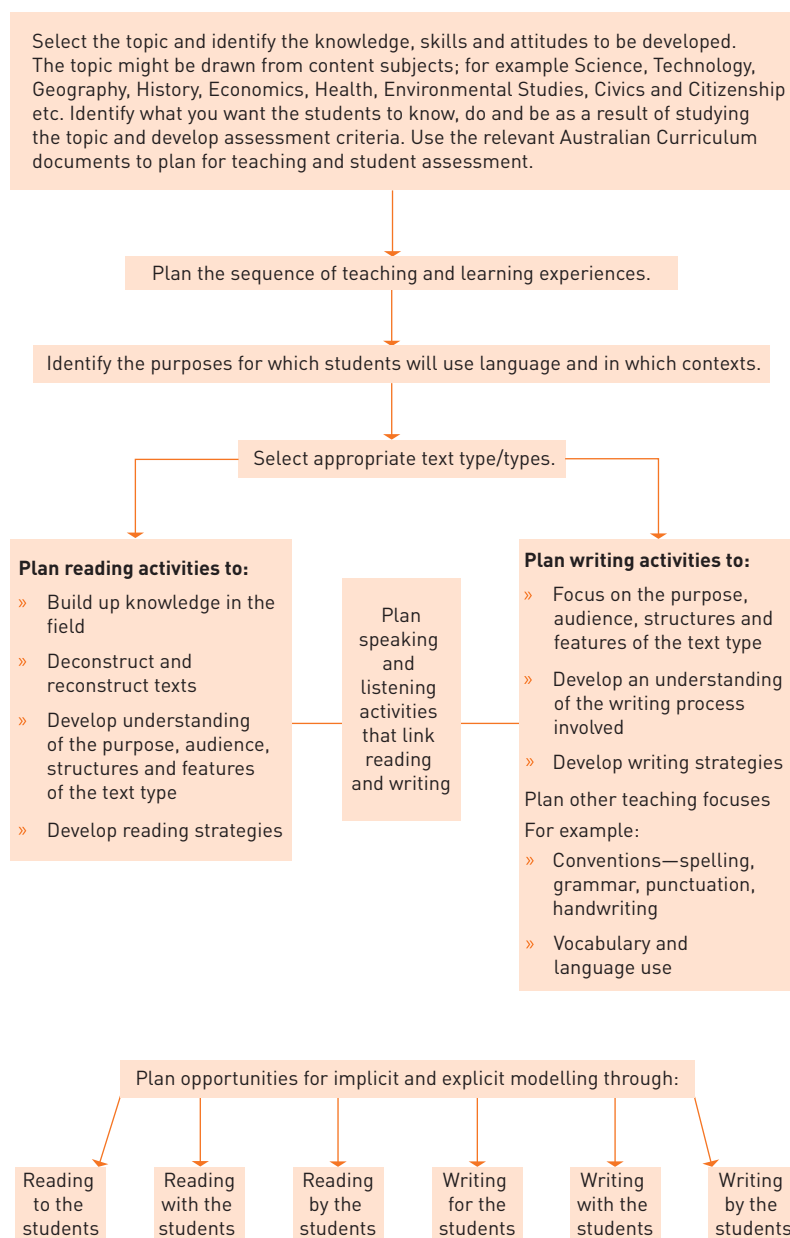 Select the topic and identify the knowledge, skills and attitudes to be developed.
The topic might be drawn from content subjects; for example Science, Technology,
Geography, History, Economics, Health, Environmental Studies, Civics and Citizenship
etc. Identify what you want the students to know, do and be as a result of studying
the topic and develop assessment criteria. Use the relevant Australian Curriculum
documents to plan for teaching and student assessment.
Plan the sequence of teaching and learning experiences.
Identify the purposes for which students will use language and in which contexts.
Select appropriate text type/types.
Plan reading activities to:
» Build up knowledge in the
field
» Deconstruct and
reconstruct texts
» Develop understanding
of the purpose, audience,
structures and features
of the text type
» Develop reading strategies
Plan
speaking
and
listening
activities
that link
reading
and writing
Plan writing activities to:
» Focus on the purpose,
audience, structures and
features of the text type
» Develop an understanding
of the writing process
involved
» Develop writing strategies
Plan other teaching focuses
For example:
» Conventions—spelling,
grammar, punctuation,
handwriting
» Vocabulary and
language use
Plan opportunities for implicit and explicit modelling through:
Reading
to the
students
Reading
with the
students
Reading
by the
students
Writing
for the
students
Writing
with the
students
Writing
by the
students